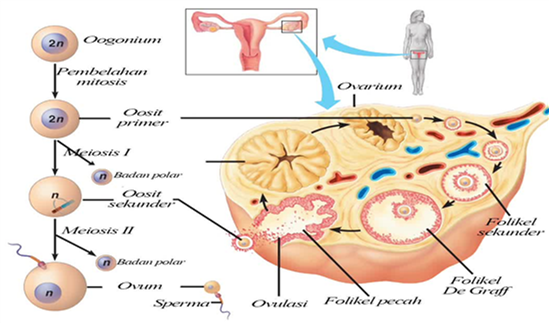 2n
Oogonium
Pembelahan
mitosis
2n
Oosit
primer
Meiosis I
n
Badan polar
n
Oosit
sekunder
Meiosis II
n
Badan polar
n
Ovum
Sperma
Ovarium
Folikel
sekunder
Folikel
De Graff
Folikel pecah
Ovulasi